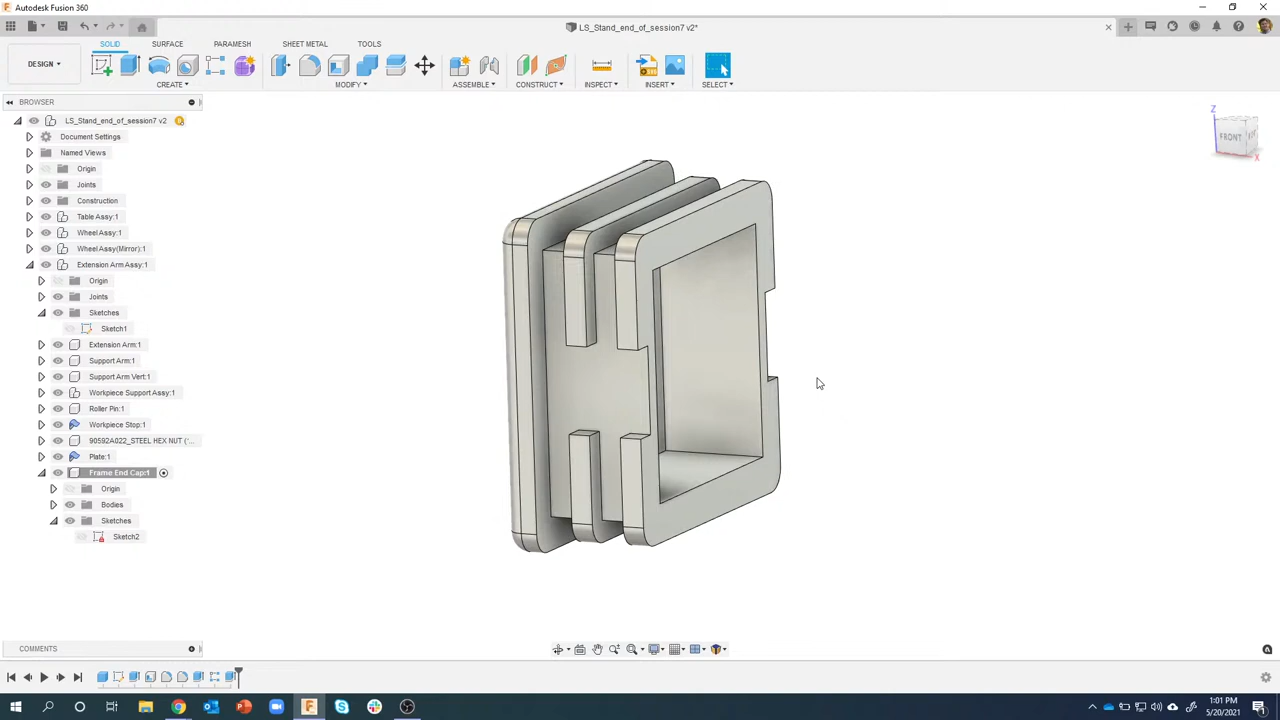 Autodesk Fusion 360
LS_Stand_end_of_session7 v2*
SOLID SURFACE PARAMESH SHEET METAL TOOLS
DESIGN
CREATE MODIFY ASSEMBLE CONSTRUCT INSPECT INSERT SELECT
BROWSER
LS_Stand_end_of_session7 v2
Document Settings
Named Views
Origin
Joints
Construction
Table Assy:1
Wheel Assy:1
Wheel Assy(Mirror):1
Extension Arm Assy:1
Origin
Joints
Sketches
Sketch1
Extension Arm:1
Support Arm:1
Support Arm Vert:1
Workpiece Support Assy:1
Roller Pin:1
Workpiece Stop:1
90592A022_STEEL HEX NUT (`...
Plate:1
Frame End Cap:1
Origin
Bodies
Sketches
Sketch2
Z
FRONT
X
COMMENTS
1:01 PM
5/20/2021